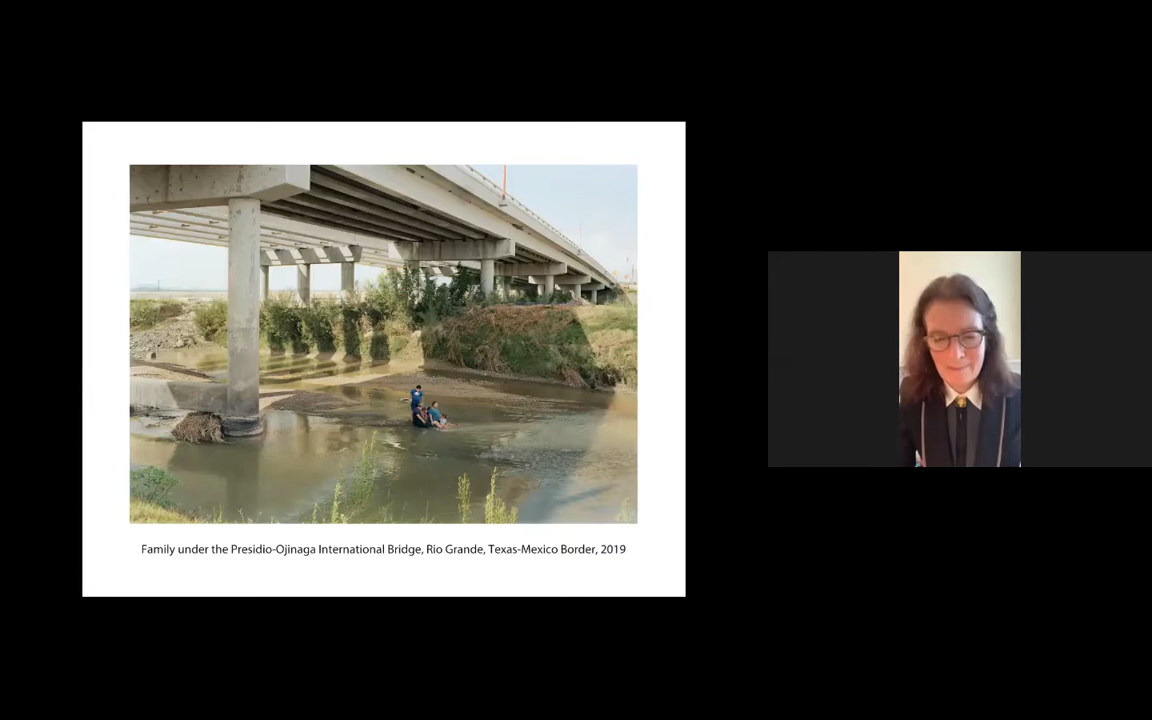 Family under the Presidio-Ojinaga International Bridge, Rio Grande, Texas-Mexico Border, 2019